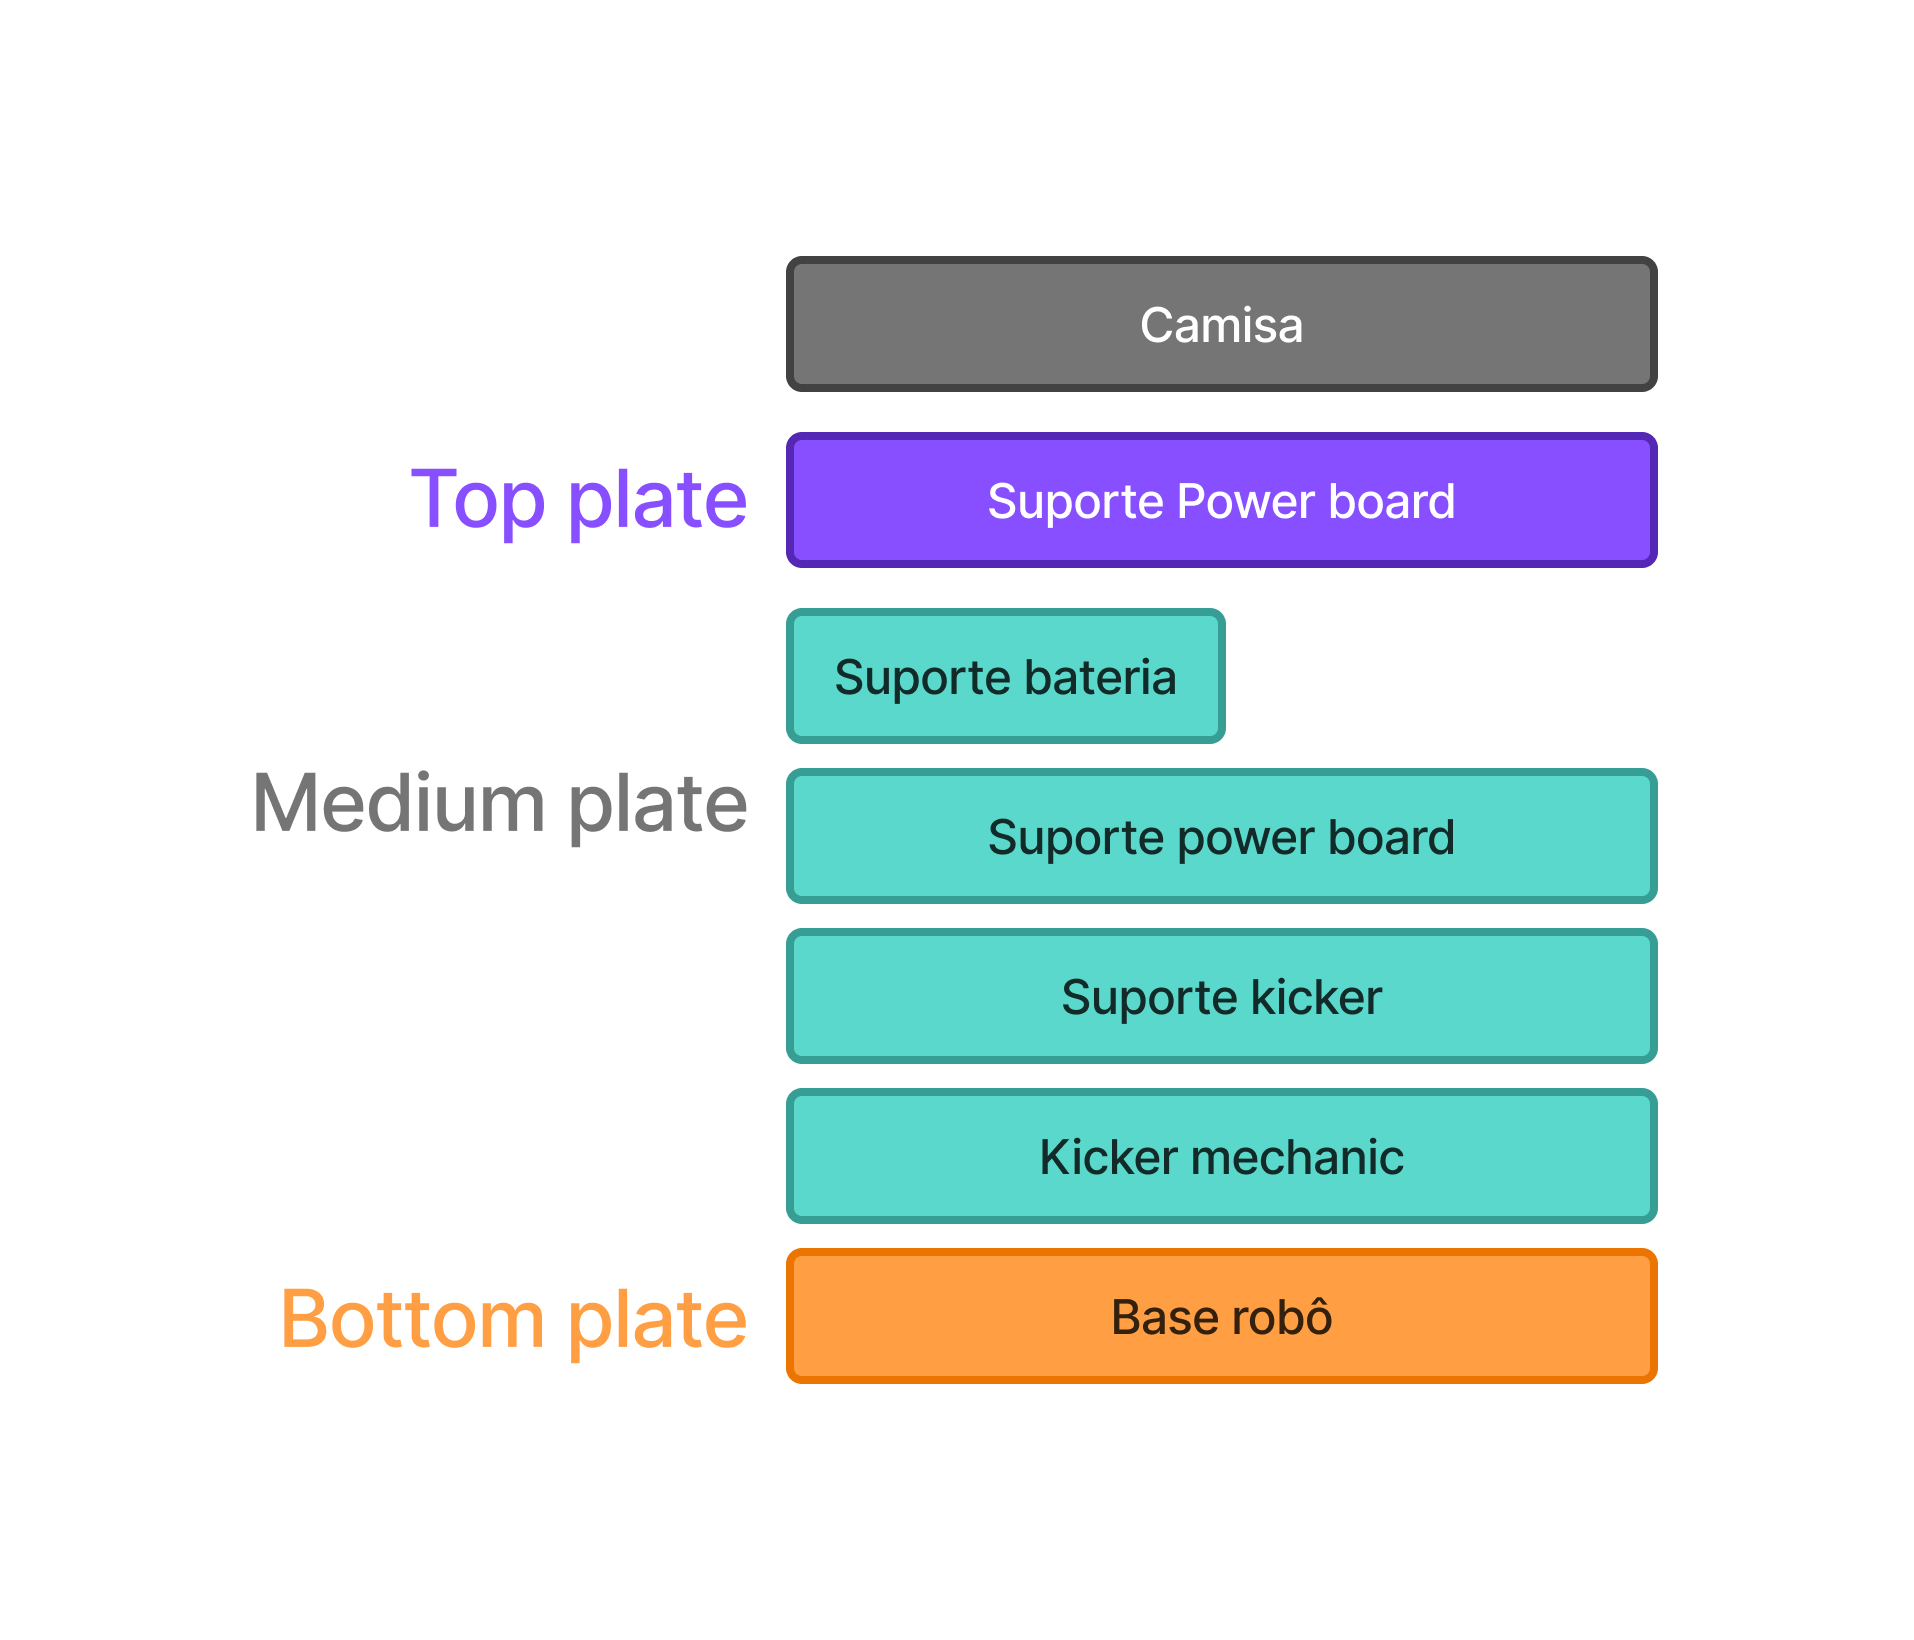 Camisa
Top plate
Suporte Power board
Suporte bateria
Medium plate
Suporte power board
Suporte kicker
Kicker mechanic
Bottom plate
Base robô